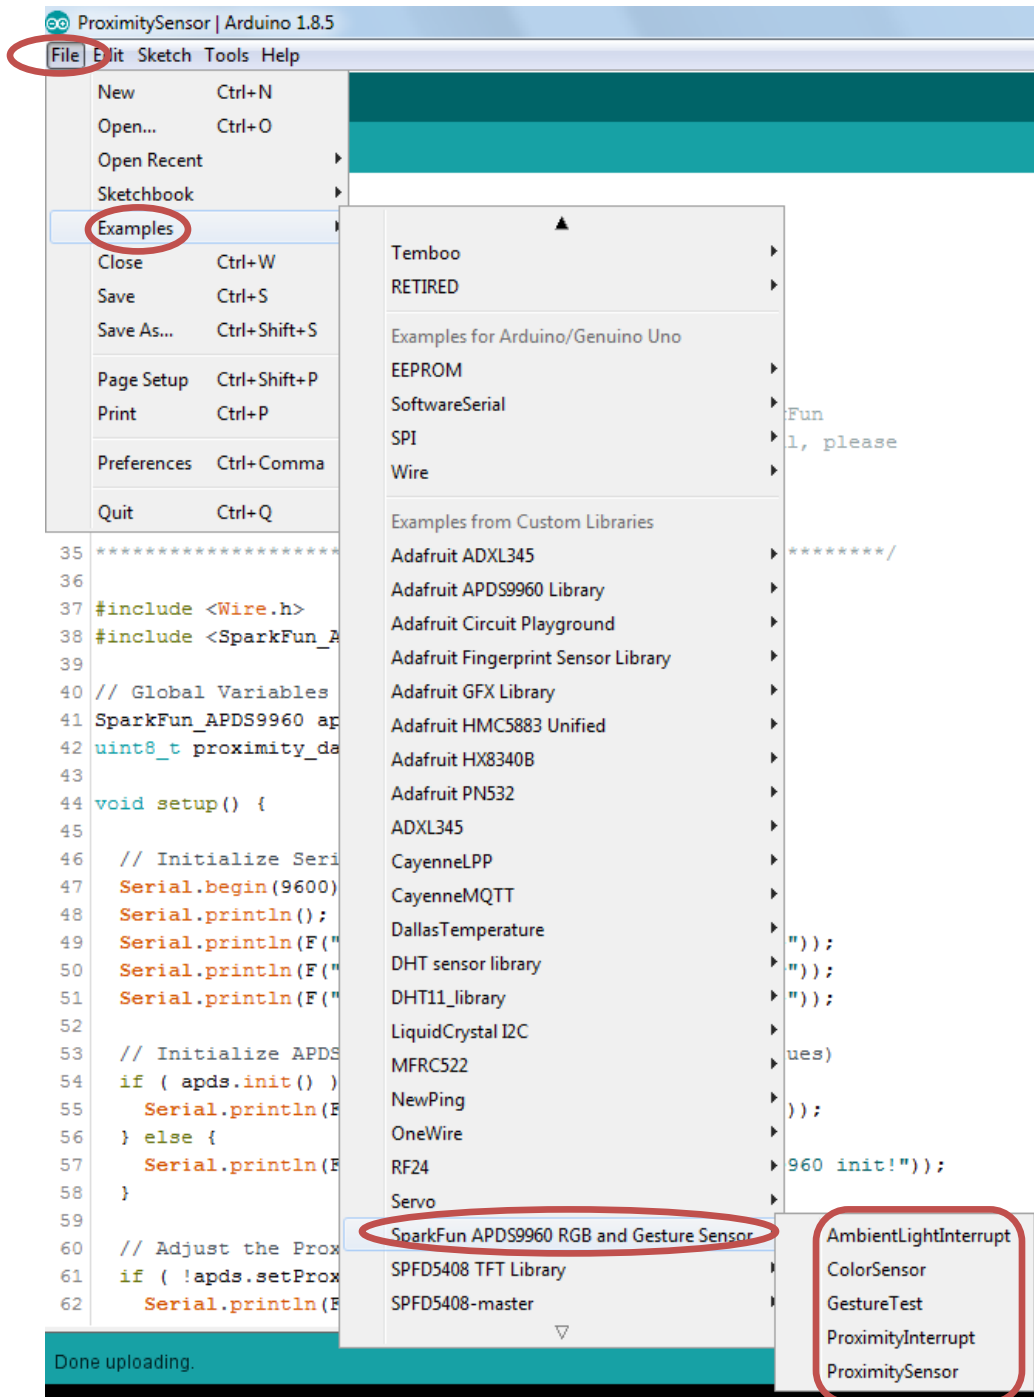 ProximitySensor | Arduino 1.8.5
File Edit Sketch Tools Help
New Ctrl+N
Open... Ctrl+O
Open Recent
Sketchbook
Examples
Close Ctrl+W
Save Ctrl+S
Save As... Ctrl+Shift+S
Page Setup Ctrl+Shift+P
Print Ctrl+P
Preferences Ctrl+Comma
Quit Ctrl+Q
Temboo
RETIRED
Examples for Arduino/Genuino Uno
EEPROM
SoftwareSerial
SPI
Wire
Examples from Custom Libraries
Adafruit ADXL345
Adafruit APDS9960 Library
Adafruit Circuit Playground
Adafruit Fingerprint Sensor Library
Adafruit GFX Library
Adafruit HMC5883 Unified
Adafruit HX8340B
Adafruit PN532
ADXL345
CayenneLPP
CayenneMQTT
DallasTemperature
DHT sensor library
DHT11_library
LiquidCrystal I2C
MFRC522
NewPing
OneWire
RF24
Servo
SparkFun APDS9960 RGB and Gesture Sensor
SPFD5408 TFT Library
SPFD5408-master
AmbientLightInterrupt
ColorSensor
GestureTest
ProximityInterrupt
ProximitySensor
Fun
l, please
35 ******************** ********/
36
37 #include <Wire.h>
38 #include <SparkFun_A
39
40 // Global Variables
41 SparkFun_APDS9960 ap
42 uint8_t proximity_da
43
44 void setup() {
45
46 // Initialize Seri
47 Serial.begin(9600)
48 Serial.println();
49 Serial.println(F(" "));
50 Serial.println(F(" "));
51 Serial.println(F(" "));
52
53 // Initialize APDS ues)
54 if ( apds.init() )
55 Serial.println(F ));
56 } else {
57 Serial.println(F 960 init!"));
58 }
59
60 // Adjust the Prox
61 if ( !apds.setProx
62 Serial.println(F
Done uploading.